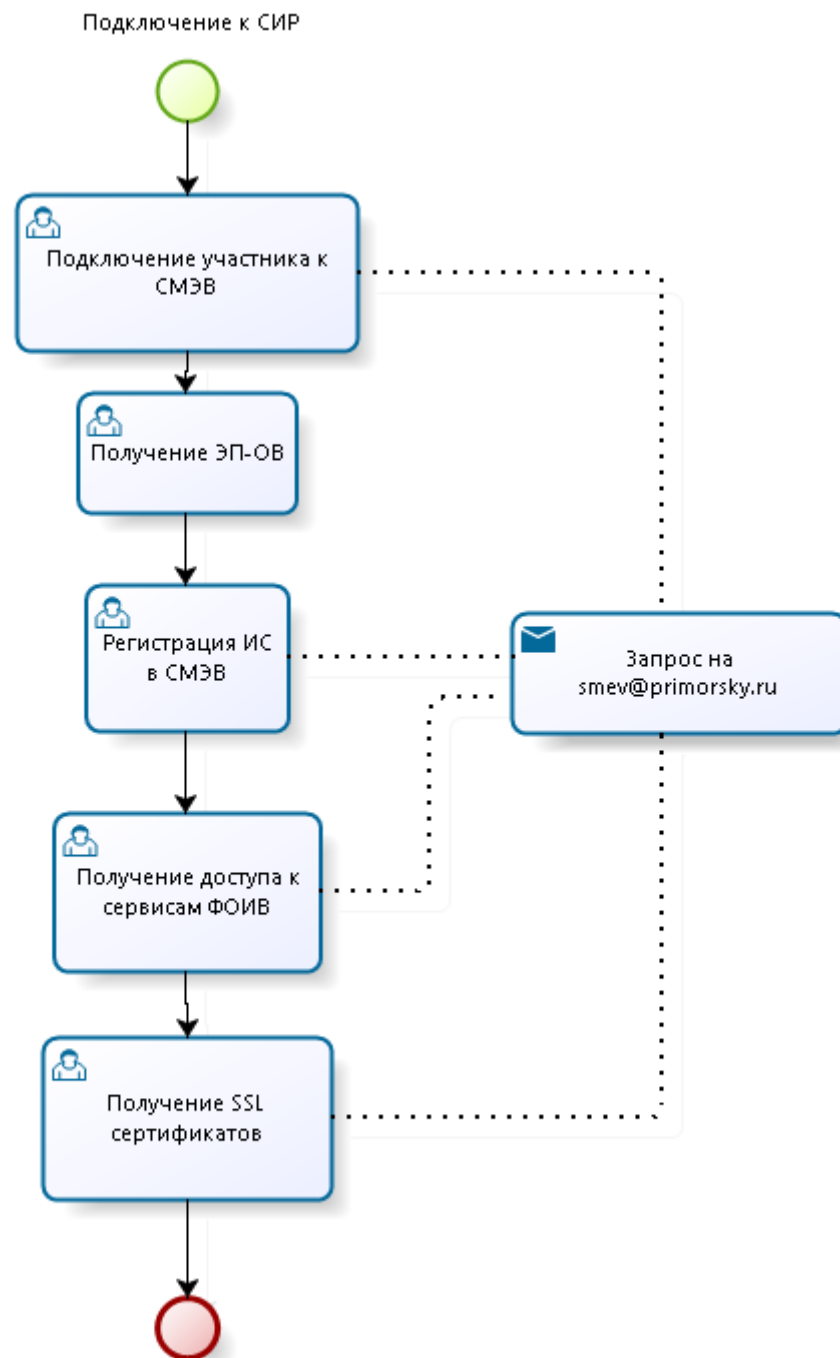 Подключение к СИР
Подключение участника к
СМЭВ
Получение ЭП-ОВ
Регистрация ИС
в СМЭВ
Запрос на
smev@primorsky.ru
Получение доступа к
сервисам ФОИВ
Получение SSL
сертификатов